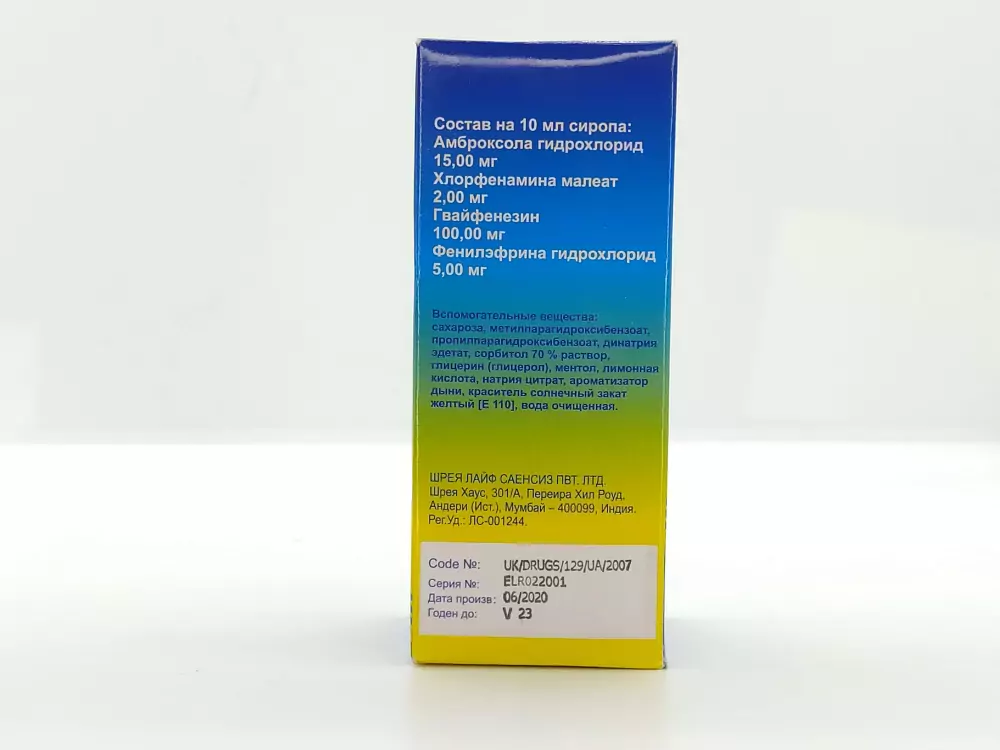 Состав на 10 мл сиропа:
Амброксола гидрохлорид
15,00 мг
Хлорфенамина малеат
2,00 мг
Гвайфенезин
100,00 мг
Фенилэфрина гидрохлорид
5,00 мг
Вспомогательные вещества:
сахароза, метилпарагидроксибензоат,
пропилпарагидроксибензоат, динатрия
эдетат, сорбитол 70 % раствор,
глицерин (глицерол), ментол, лимонная
кислота, натрия цитрат, ароматизатор
дыни, краситель солнечный закат
желтый [Е 110], вода очищенная.
ШРЕЯ ЛАЙФ САЕНСИЗ ПВТ. ЛТД.
Шрея Хаус, 301/А, Переира Хил Роуд,
Андери (Ист.), Мумбай – 400099, Индия.
Рег.Уд.: ЛС-001244.
Code №: UK/DRUGS/129/UA/2007
Серия №: ELR022001
Дата произв: 06/2020
Годен до: V 23